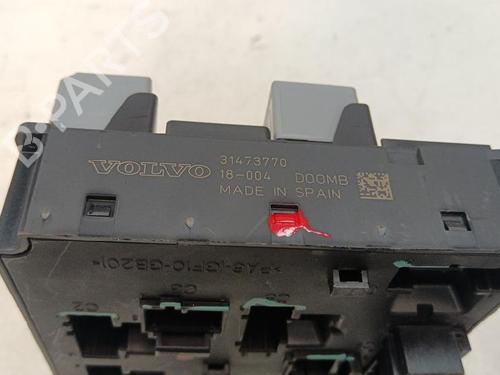 B-PARTS
VOLVO
31473770
18-004 D00MB
MADE IN SPAIN
>PA6-GF10-GB20<
C2
C3